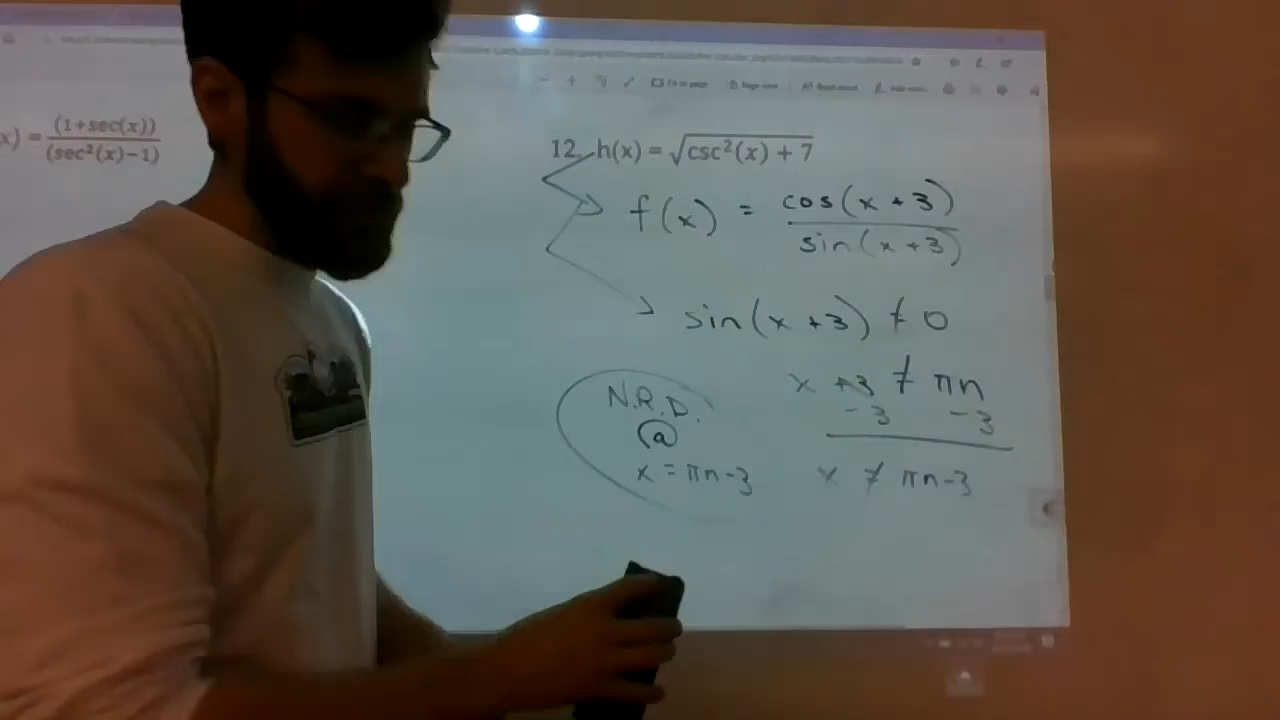 x) = (1+sec(x))
(sec²(x)−1)
12. h(x) = √csc²(x) + 7
f(x) = cos(x + 3)
sin(x + 3)
sin(x + 3) ≠ 0
x + 3 ≠ πn
-3 -3
x ≠ πn-3
N.R.D.
@
x = πn-3